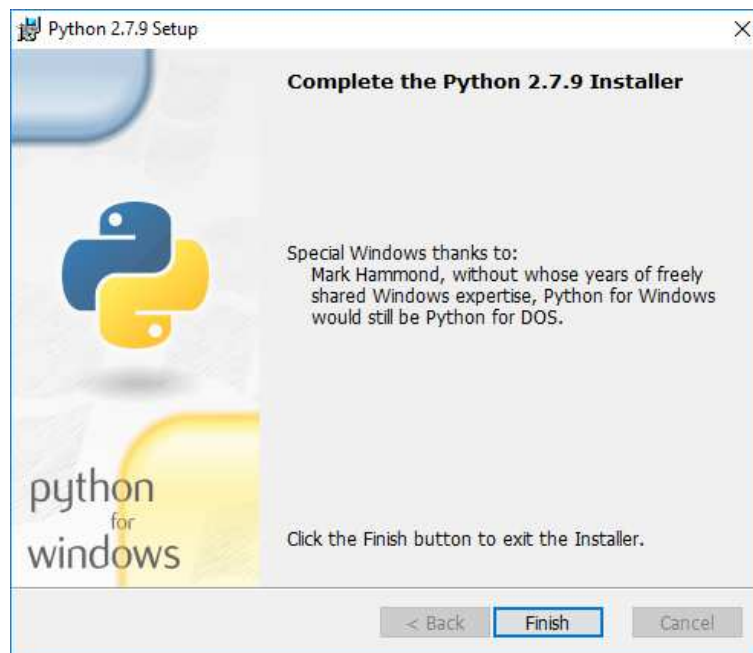 Python 2.7.9 Setup
Complete the Python 2.7.9 Installer
Special Windows thanks to:
Mark Hammond, without whose years of freely
shared Windows expertise, Python for Windows
would still be Python for DOS.
python
for
windows
Click the Finish button to exit the Installer.
< Back
Finish
Cancel